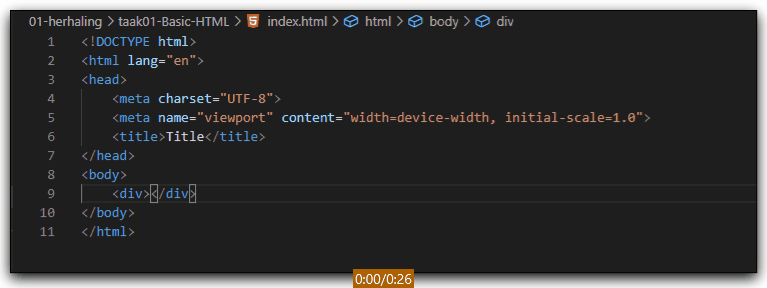 01-herhaling > taak01-Basic-HTML > index.html > html > body > div
1 <!DOCTYPE html>
2 <html lang="en">
3 <head>
4     <meta charset="UTF-8">
5     <meta name="viewport" content="width=device-width, initial-scale=1.0">
6     <title>Title</title>
7 </head>
8 <body>
9     <div></div>
10 </body>
11 </html>
0:00/0:26